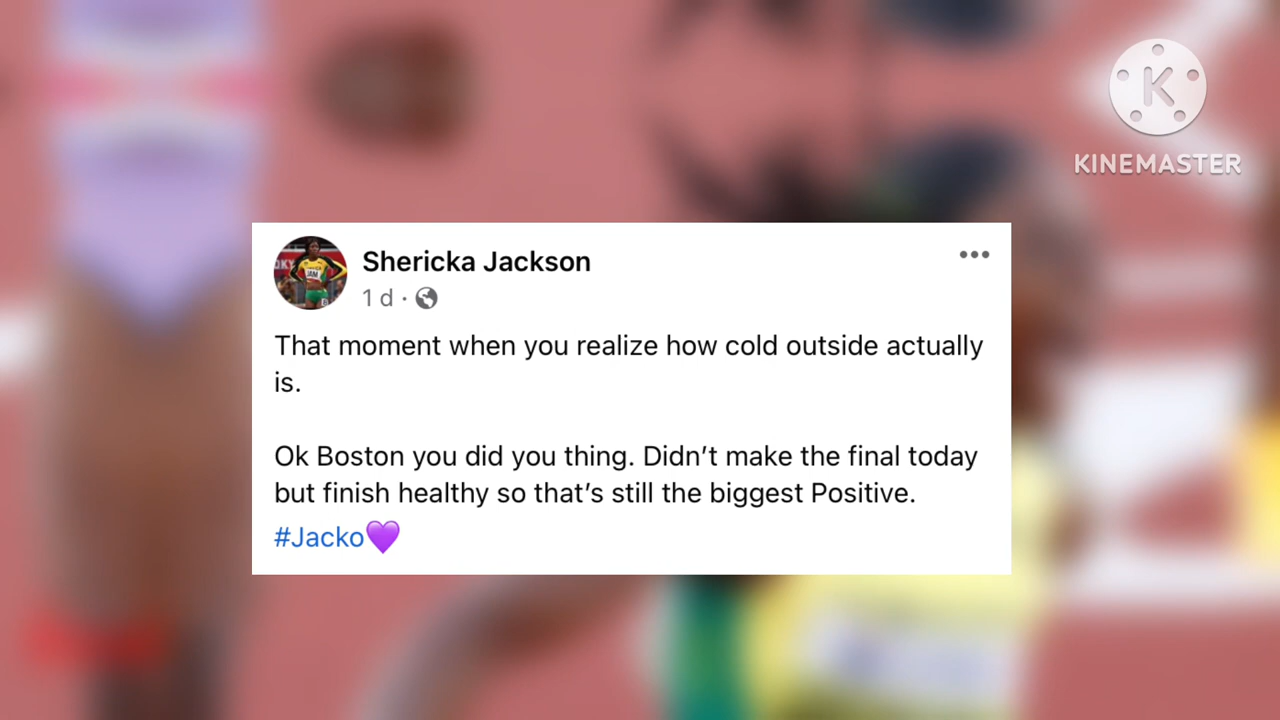 KINEMASTER
Shericka Jackson
1 d
That moment when you realize how cold outside actually
is.
Ok Boston you did you thing. Didn't make the final today
but finish healthy so that's still the biggest Positive.
#Jacko💜